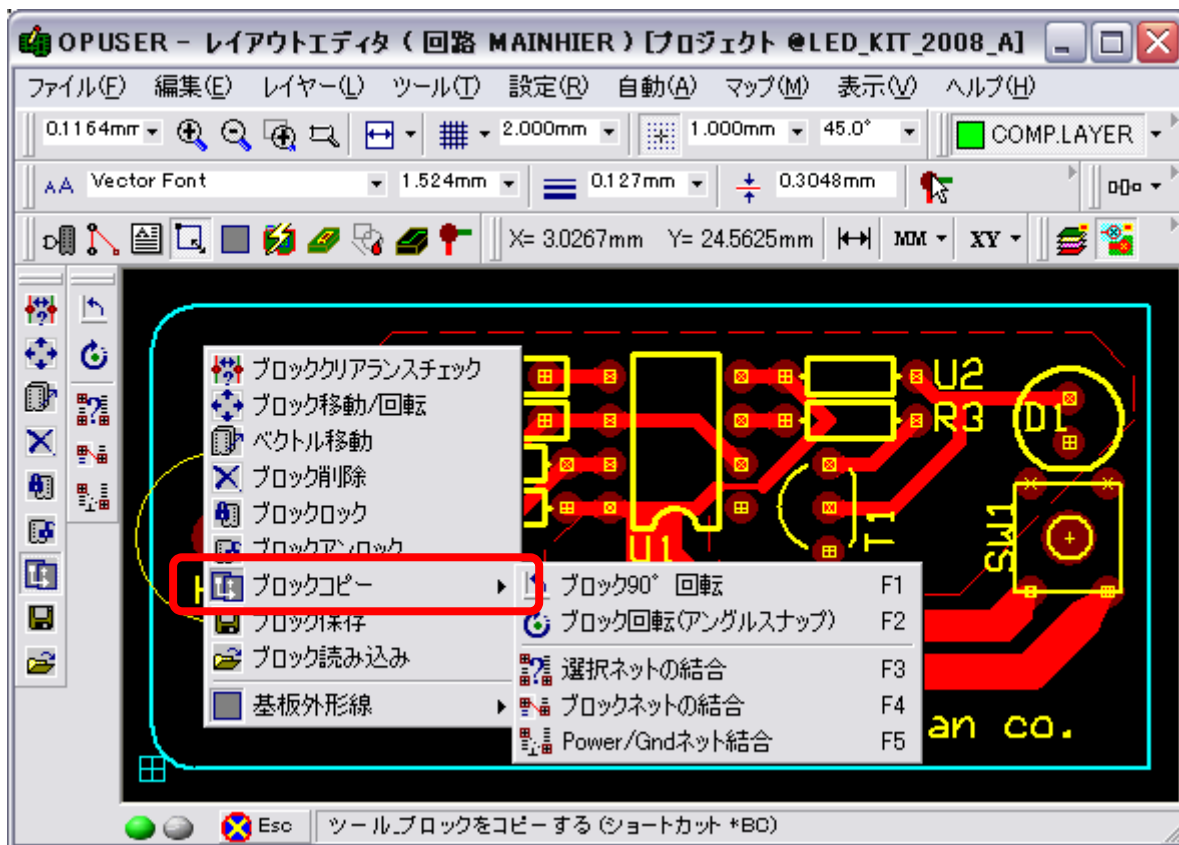 OPUSER - レイアウトエディタ ( 回路 MAINHIER ) [プロジェクト @LED_KIT_2008_A]
ファイル(F) 編集(E) レイヤー(L) ツール(T) 設定(R) 自動(A) マップ(M) 表示(V) ヘルプ(H)
0.1164mm 2.000mm 1.000mm 45.0° COMP.LAYER
AA Vector Font 1.524mm 0.127mm 0.3048mm
X= 3.0267mm Y= 24.5625mm MM XY
ブロッククリアランスチェック
ブロック移動/回転
ベクトル移動
ブロック削除
ブロックロック
ブロックアンロック
ブロックコピー
ブロック保存
ブロック読み込み
基板外形線
ブロック90° 回転 F1
ブロック回転(アングルスナップ) F2
選択ネットの結合 F3
ブロックネットの結合 F4
Power/Gndネット結合 F5
U2
R3
D1
U1
T1
SW1
an co.
Esc ツール_ブロックをコピーする (ショートカット *BC)